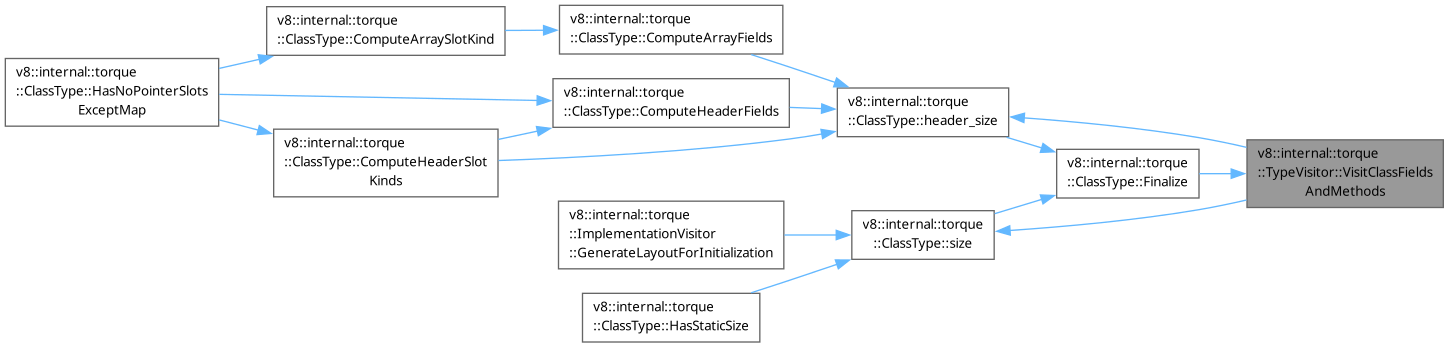 v8::internal::torque
::ClassType::HasNoPointerSlots
ExceptMap
v8::internal::torque
::ClassType::ComputeArraySlotKind
v8::internal::torque
::ClassType::ComputeHeaderSlot
Kinds
v8::internal::torque
::ClassType::ComputeArrayFields
v8::internal::torque
::ClassType::ComputeHeaderFields
v8::internal::torque
::ImplementationVisitor
::GenerateLayoutForInitialization
v8::internal::torque
::ClassType::HasStaticSize
v8::internal::torque
::ClassType::header_size
v8::internal::torque
::ClassType::size
v8::internal::torque
::ClassType::Finalize
v8::internal::torque
::TypeVisitor::VisitClassFields
AndMethods